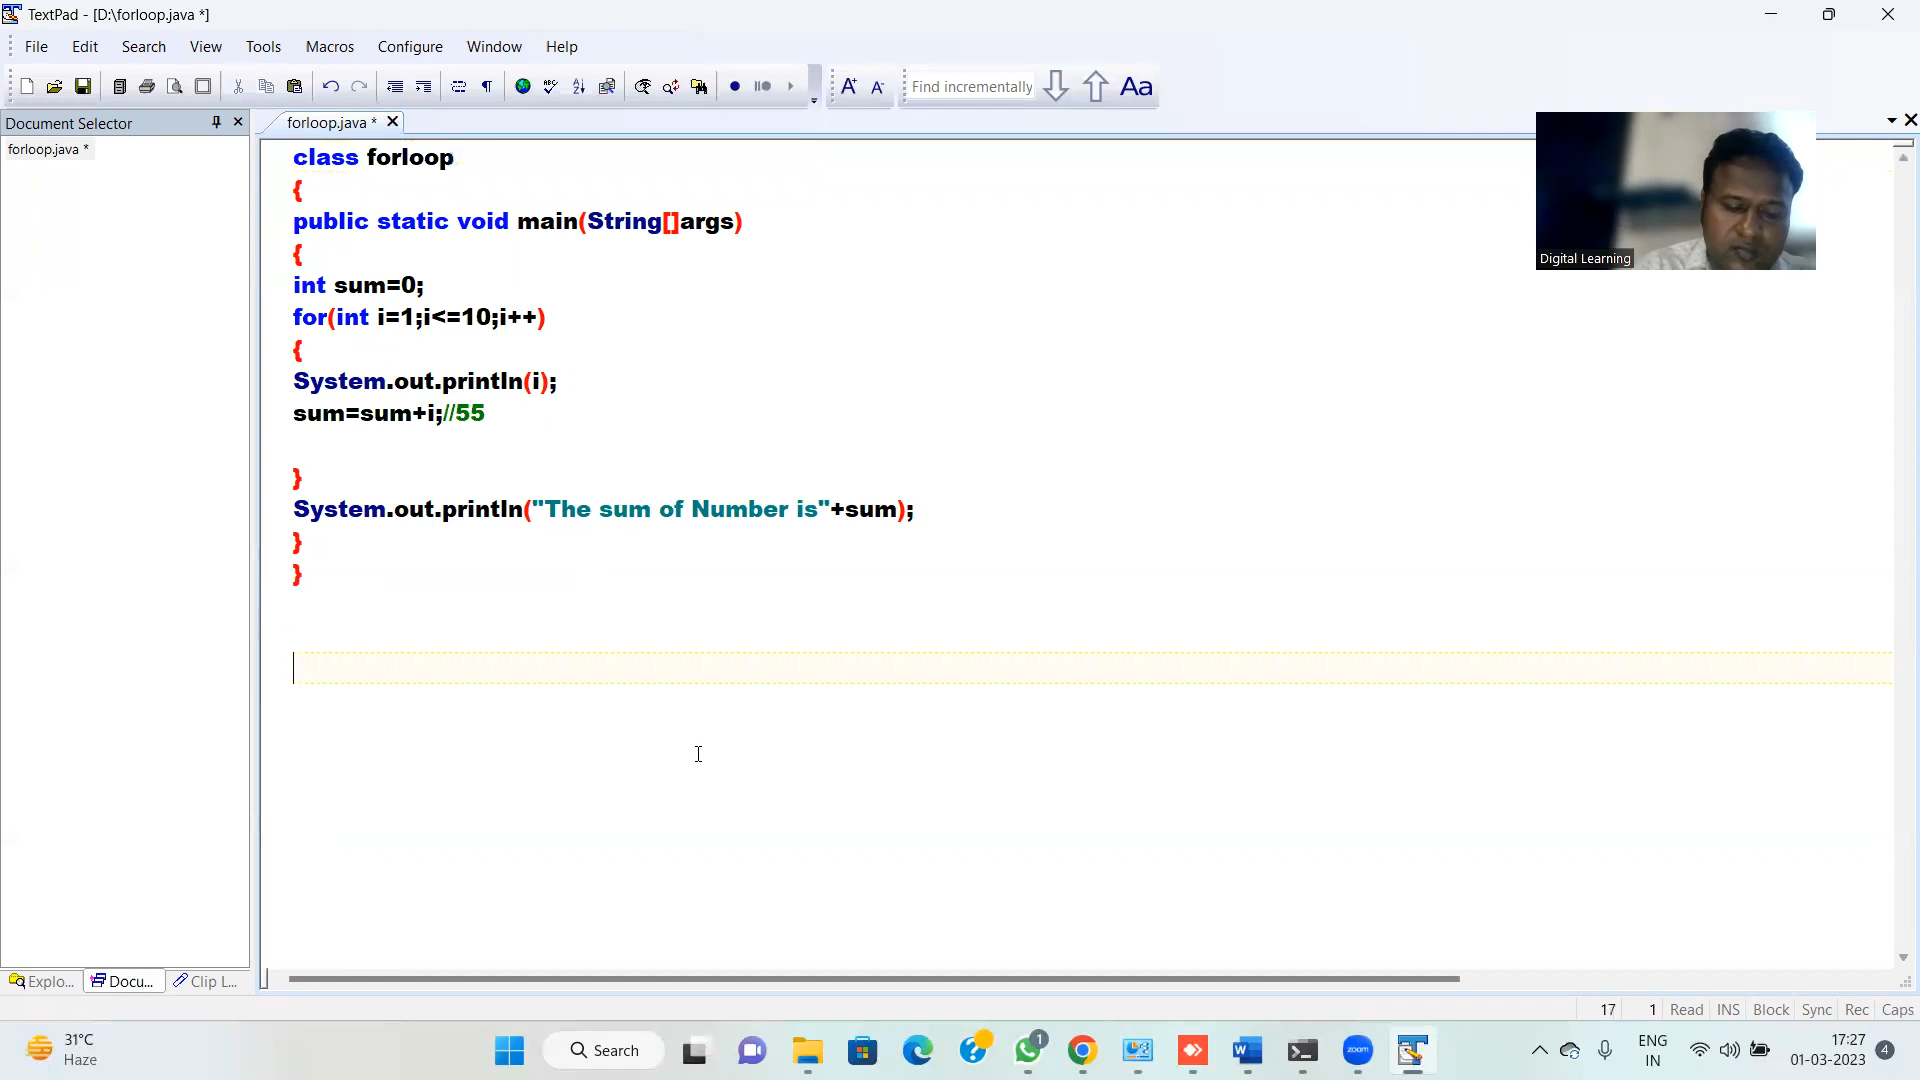 TextPad - [D:\forloop.java *]
File Edit Search View Tools Macros Configure Window Help
Find incrementally
Document Selector
forloop.java *
forloop.java *
class forloop
{
public static void main(String[]args)
{
int sum=0;
for(int i=1;i<=10;i++)
{
System.out.println(i);
sum=sum+i;//55
}
System.out.println("The sum of Number is"+sum);
}
}
Digital Learning
Explo... Docu... Clip L...
17 1 Read INS Block Sync Rec Caps
31°C
Haze
Search
1
zoom
ENG
IN
17:27
01-03-2023
4